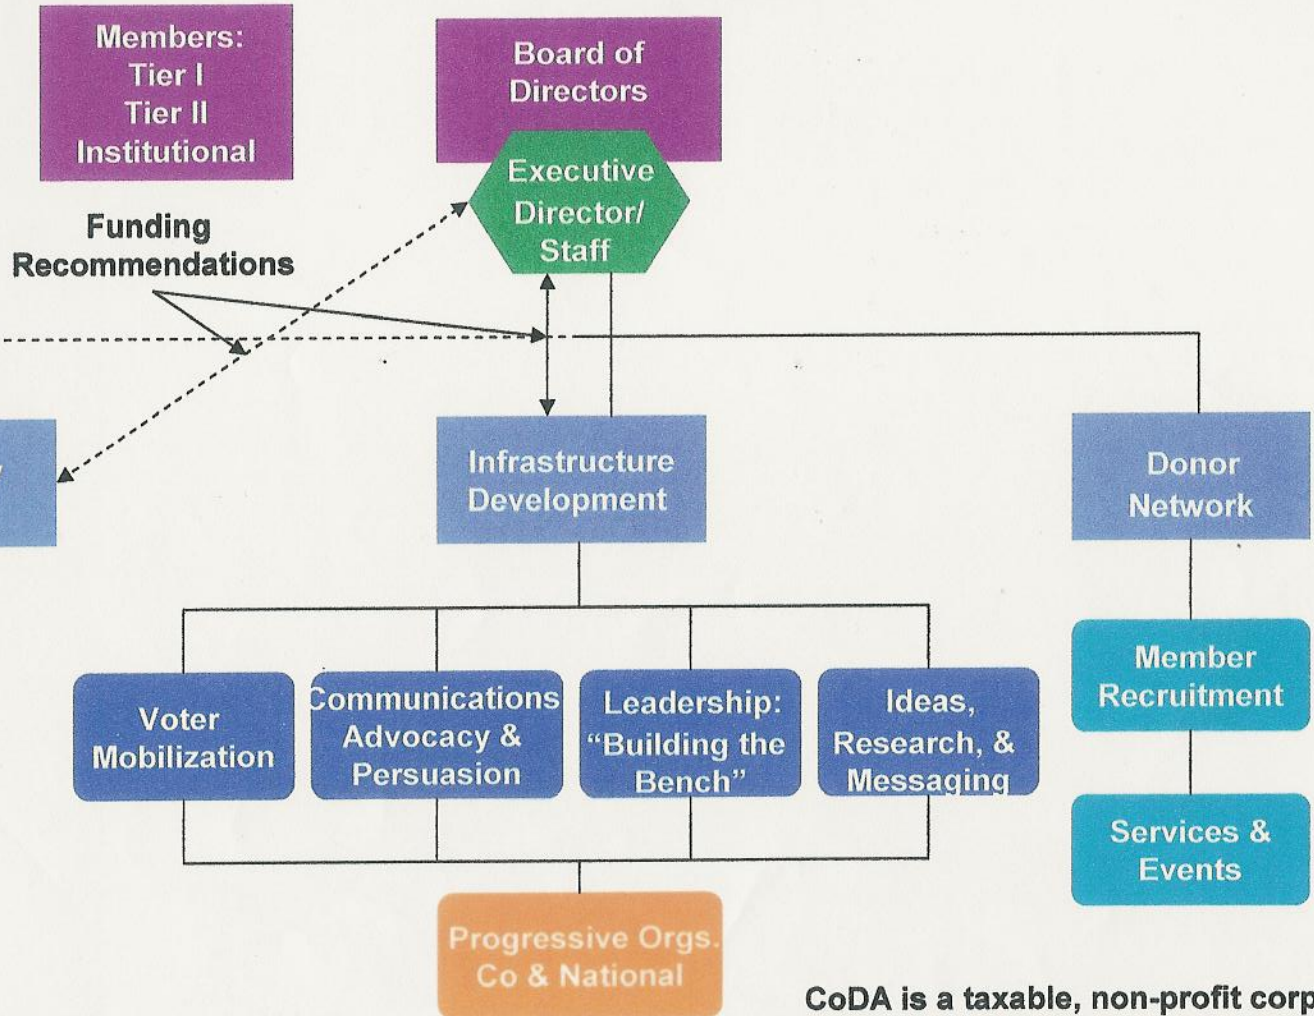 Members:
Tier I
Tier II
Institutional
Board of
Directors
Executive
Director/
Staff
Funding
Recommendations
Infrastructure
Development
Donor
Network
Voter
Mobilization
Communications
Advocacy &
Persuasion
Leadership:
“Building the
Bench”
Ideas,
Research, &
Messaging
Member
Recruitment
Services &
Events
Progressive Orgs.
Co & National
CoDA is a taxable, non-profit corp